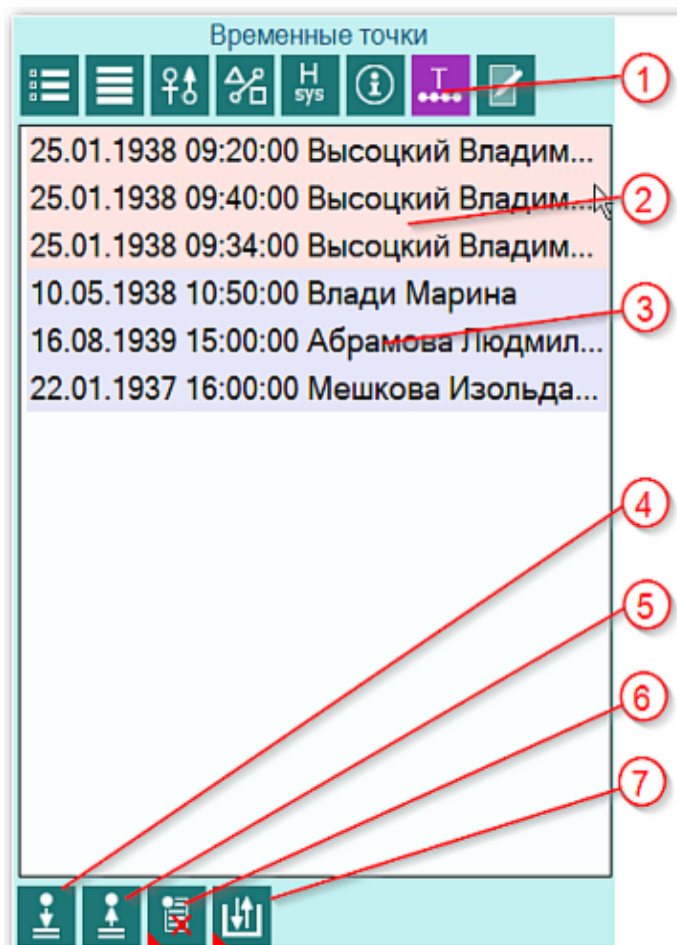 Временные точки
H
sys
T
1
25.01.1938 09:20:00 Высоцкий Владим...
25.01.1938 09:40:00 Высоцкий Владим...
2
25.01.1938 09:34:00 Высоцкий Владим...
10.05.1938 10:50:00 Влади Марина
3
16.08.1939 15:00:00 Абрамова Людмил...
22.01.1937 16:00:00 Мешкова Изольда...
4
5
6
7